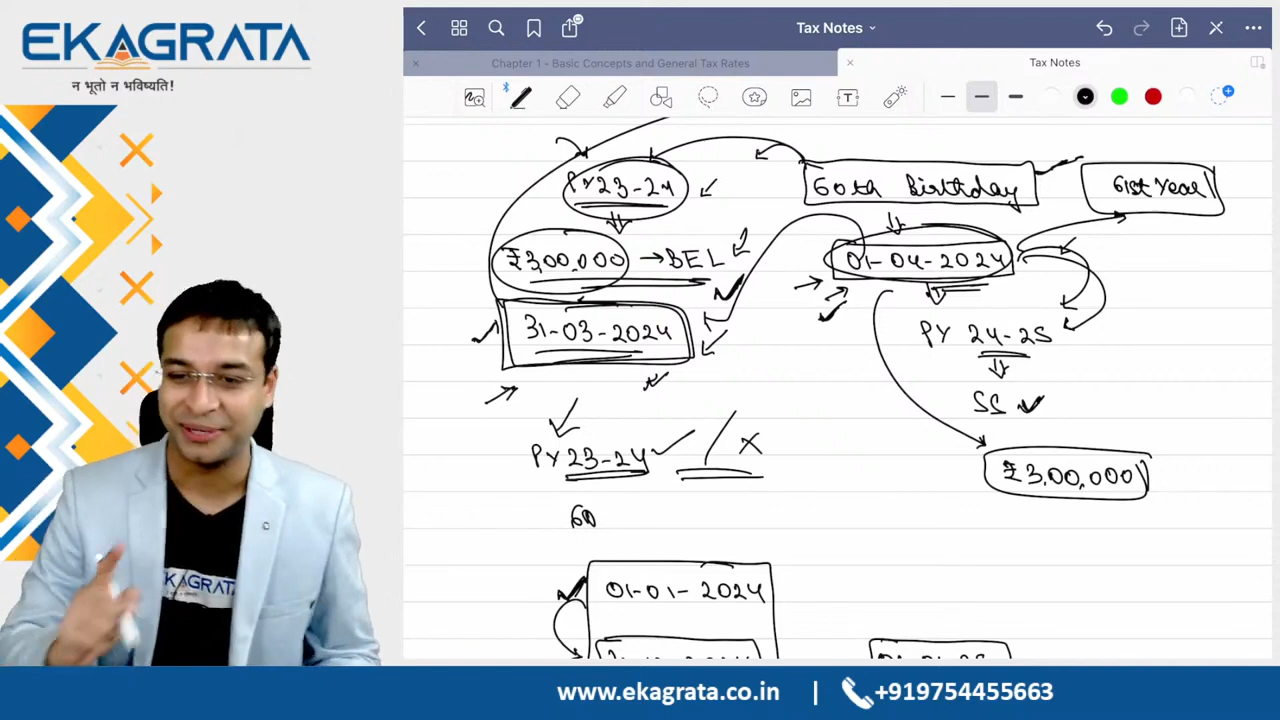 EKAGRATA
न भूतो न भविष्यति!
Tax Notes
Chapter 1 - Basic Concepts and General Tax Rates
Tax Notes
T
PY 23-24
60th Birthday
61st Year
₹3,00,000 → BEL
01-04-2024
31-03-2024
PY 24-25
SS
PY 23-24
X
₹3,00,000
60
01-01-2024
EKAGRATA
www.ekagrata.co.in | +919754455663